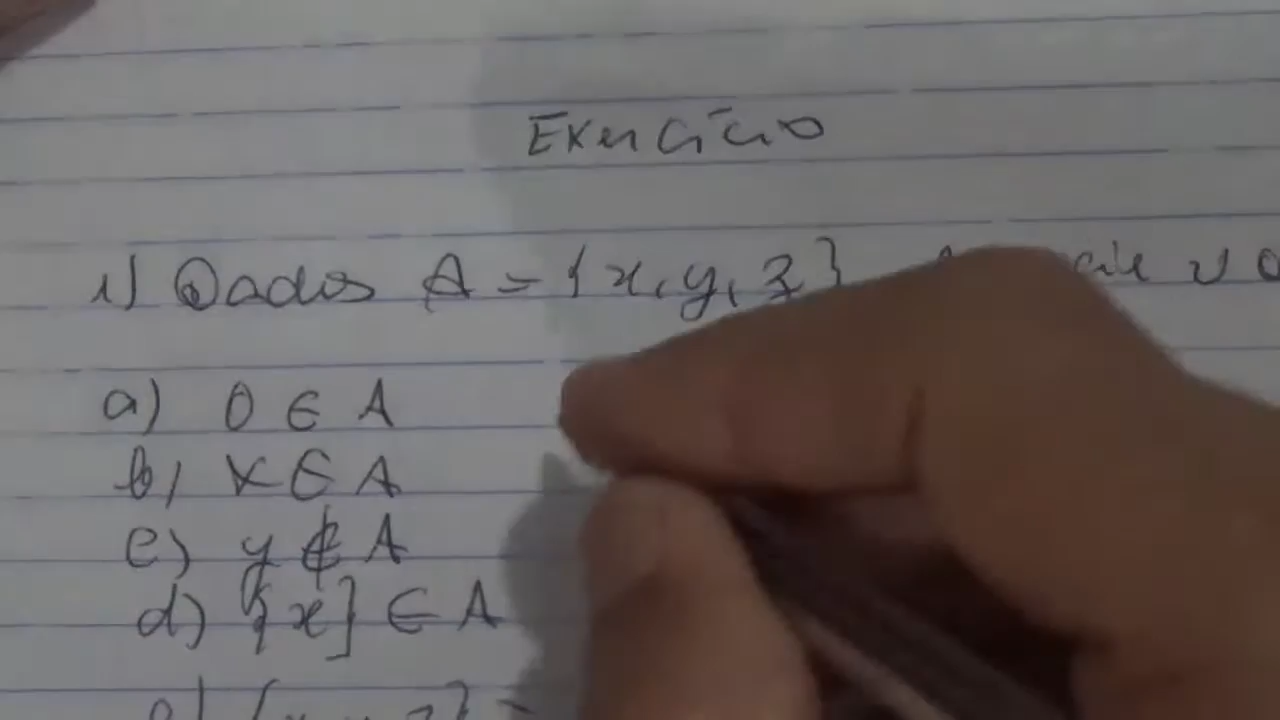 Exercício
1) Dados A = {x, y, z}
a) 0 ∈ A
b) x ∈ A
c) y ∉ A
d) {x} ∈ A